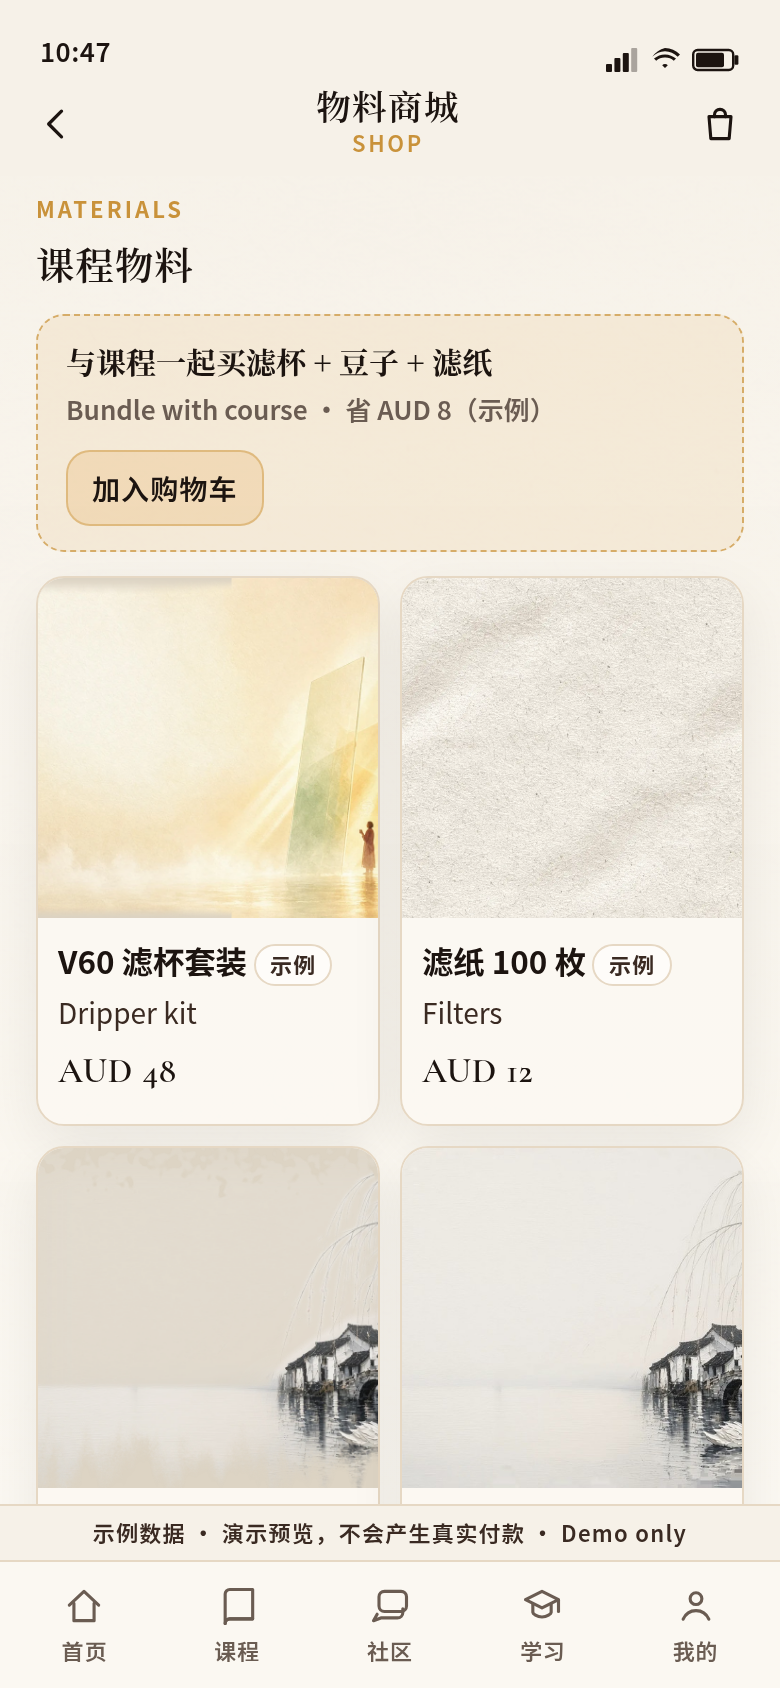 10:47
物料商城
SHOP
MATERIALS
课程物料
与课程一起买滤杯 + 豆子 + 滤纸
Bundle with course · 省 AUD 8（示例）
加入购物车
V60 滤杯套装 示例
Dripper kit
AUD 48
滤纸 100 枚 示例
Filters
AUD 12
示例数据 · 演示预览，不会产生真实付款 · Demo only
首页 课程 社区 学习 我的